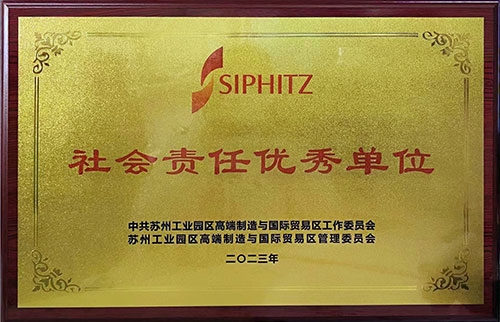 SIPHITZ
社会责任优秀单位
中共苏州工业园区高端制造与国际贸易区工作委员会
苏州工业园区高端制造与国际贸易区管理委员会
二〇二三年